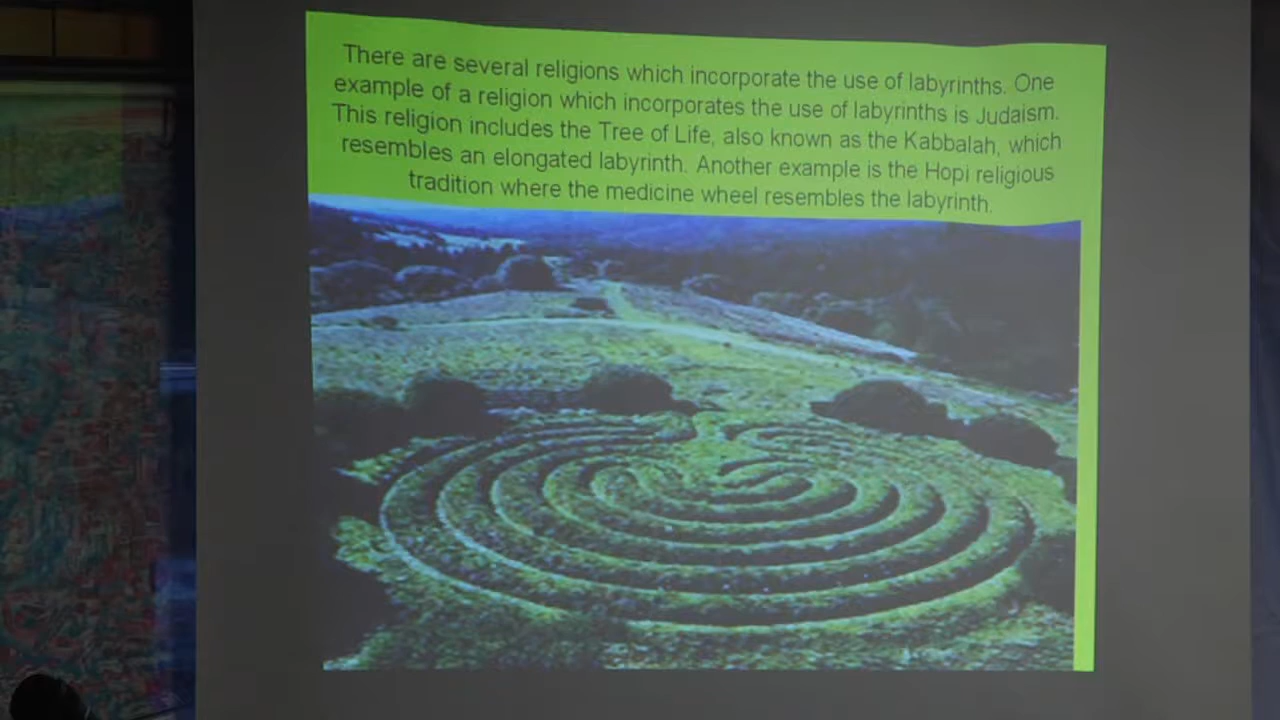 There are several religions which incorporate the use of labyrinths. One
example of a religion which incorporates the use of labyrinths is Judaism.
This religion includes the Tree of Life, also known as the Kabbalah, which
resembles an elongated labyrinth. Another example is the Hopi religious
tradition where the medicine wheel resembles the labyrinth.